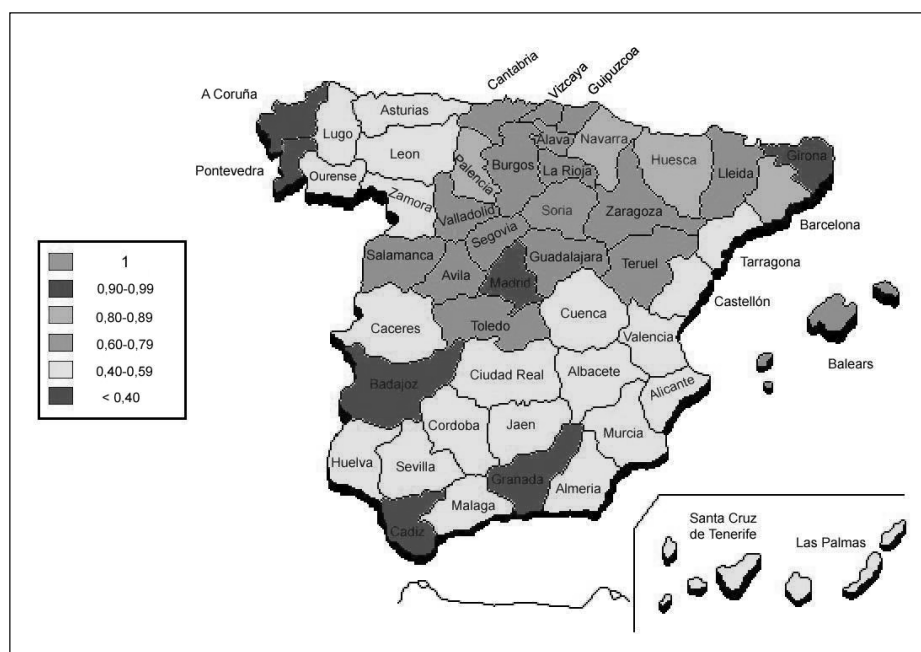 Cantabria
Vizcaya
Guipuzcoa
A Coruña
Asturias
Lugo
Leon
Palencia
Burgos
Alava
Navarra
La Rioja
Huesca
Lleida
Girona
Pontevedra
Ourense
Zamora
Valladolid
Soria
Zaragoza
Barcelona
Segovia
Salamanca
Avila
Madrid
Guadalajara
Teruel
Tarragona
Castellón
Caceres
Toledo
Cuenca
Valencia
Balears
Badajoz
Ciudad Real
Albacete
Alicante
Cordoba
Jaen
Murcia
Huelva
Sevilla
Granada
Almeria
Malaga
Cadiz
Santa Cruz
de Tenerife
Las Palmas
1
0,90-0,99
0,80-0,89
0,60-0,79
0,40-0,59
< 0,40